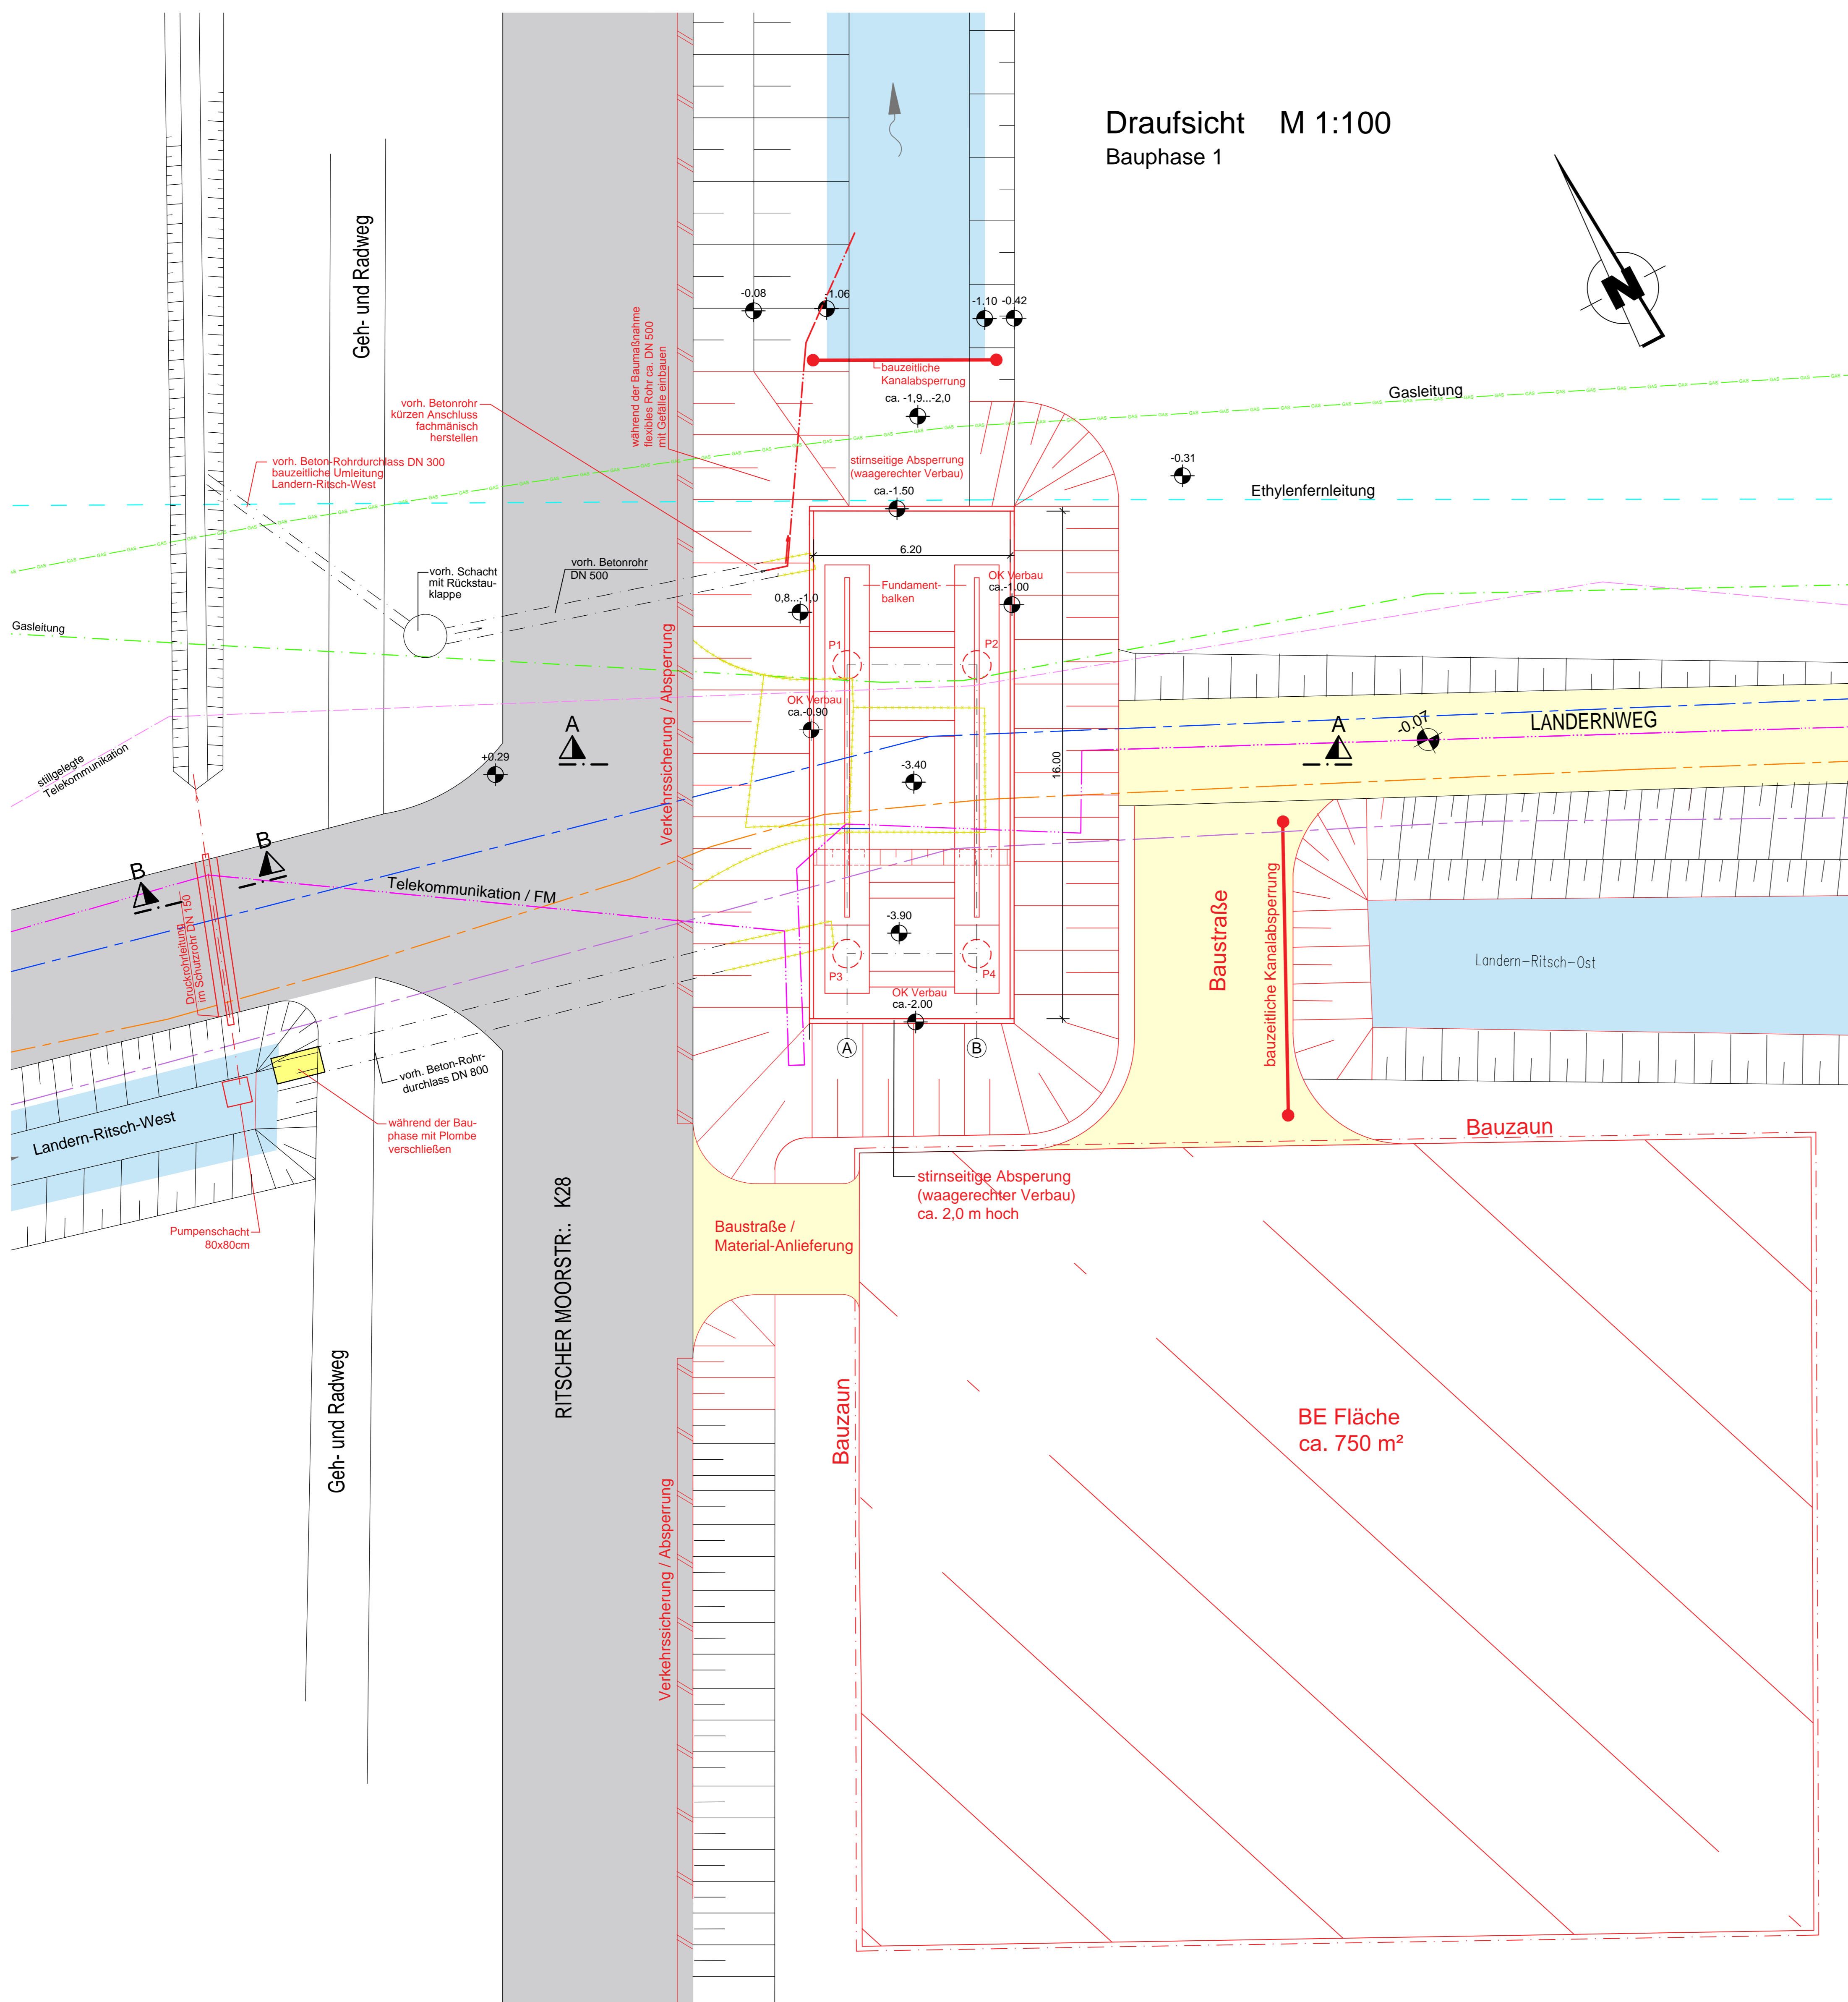 Draufsicht M 1:100
Bauphase 1
N
Geh- und Radweg
-0.08
-1.06
-1.10
-0.42
während der Baumaßnahme
flexibles Rohr ca. DN 500
mit Gefälle einbauen
bauzeitliche
Kanalabsperrung
ca. -1,9...-2,0
Gasleitung
vorh. Betonrohr
kürzen Anschluss
fachmänisch
herstellen
vorh. Beton-Rohrdurchlass DN 300
bauzeitliche Umleitung
Landern-Ritsch-West
stirnseitige Absperrung
(waagerechter Verbau)
ca.-1.50
-0.31
Ethylenfernleitung
6.20
vorh. Schacht
mit Rückstau-
klappe
vorh. Betonrohr
DN 500
Fundament-
balken
OK Verbau
ca.-1.00
0,8...-1,0
Gasleitung
P1
P2
Verkehrssicherung / Absperrung
OK Verbau
ca.-0.90
A
A
-0.07
LANDERNWEG
stillgelegte
Telekommunikation
+0.29
-3.40
16.00
B
B
Telekommunikation / FM
Druckrohrleitung
im Schutzrohr DN 150
-3.90
P3
P4
OK Verbau
ca.-2.00
Baustraße
bauzeitliche Kanalabsperrung
Landern-Ritsch-Ost
A
B
vorh. Beton-Rohr-
durchlass DN 800
während der Bau-
phase mit Plombe
verschließen
Landern-Ritsch-West
Bauzaun
stirnseitige Absperung
(waagerechter Verbau)
ca. 2,0 m hoch
Pumpenschacht
80x80cm
Baustraße /
Material-Anlieferung
RITSCHER MOORSTR.: K28
Geh- und Radweg
Bauzaun
BE Fläche
ca. 750 m²
Verkehrssicherung / Absperrung